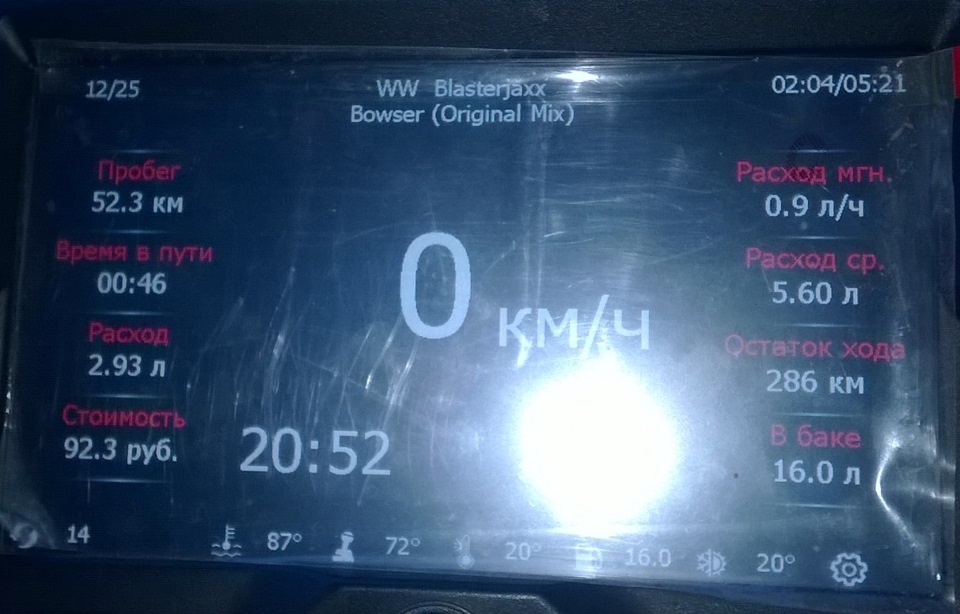 12/25
WW Blasterjaxx
Bowser (Original Mix)
02:04/05:21
Пробег
52.3 км
Время в пути
00:46
Расход
2.93 л
Стоимость
92.3 руб.
0 км/ч
20:52
Расход мгн.
0.9 л/ч
Расход ср.
5.60 л
Остаток хода
286 км
В баке
16.0 л
14 87° 72° 20° 16.0 20°